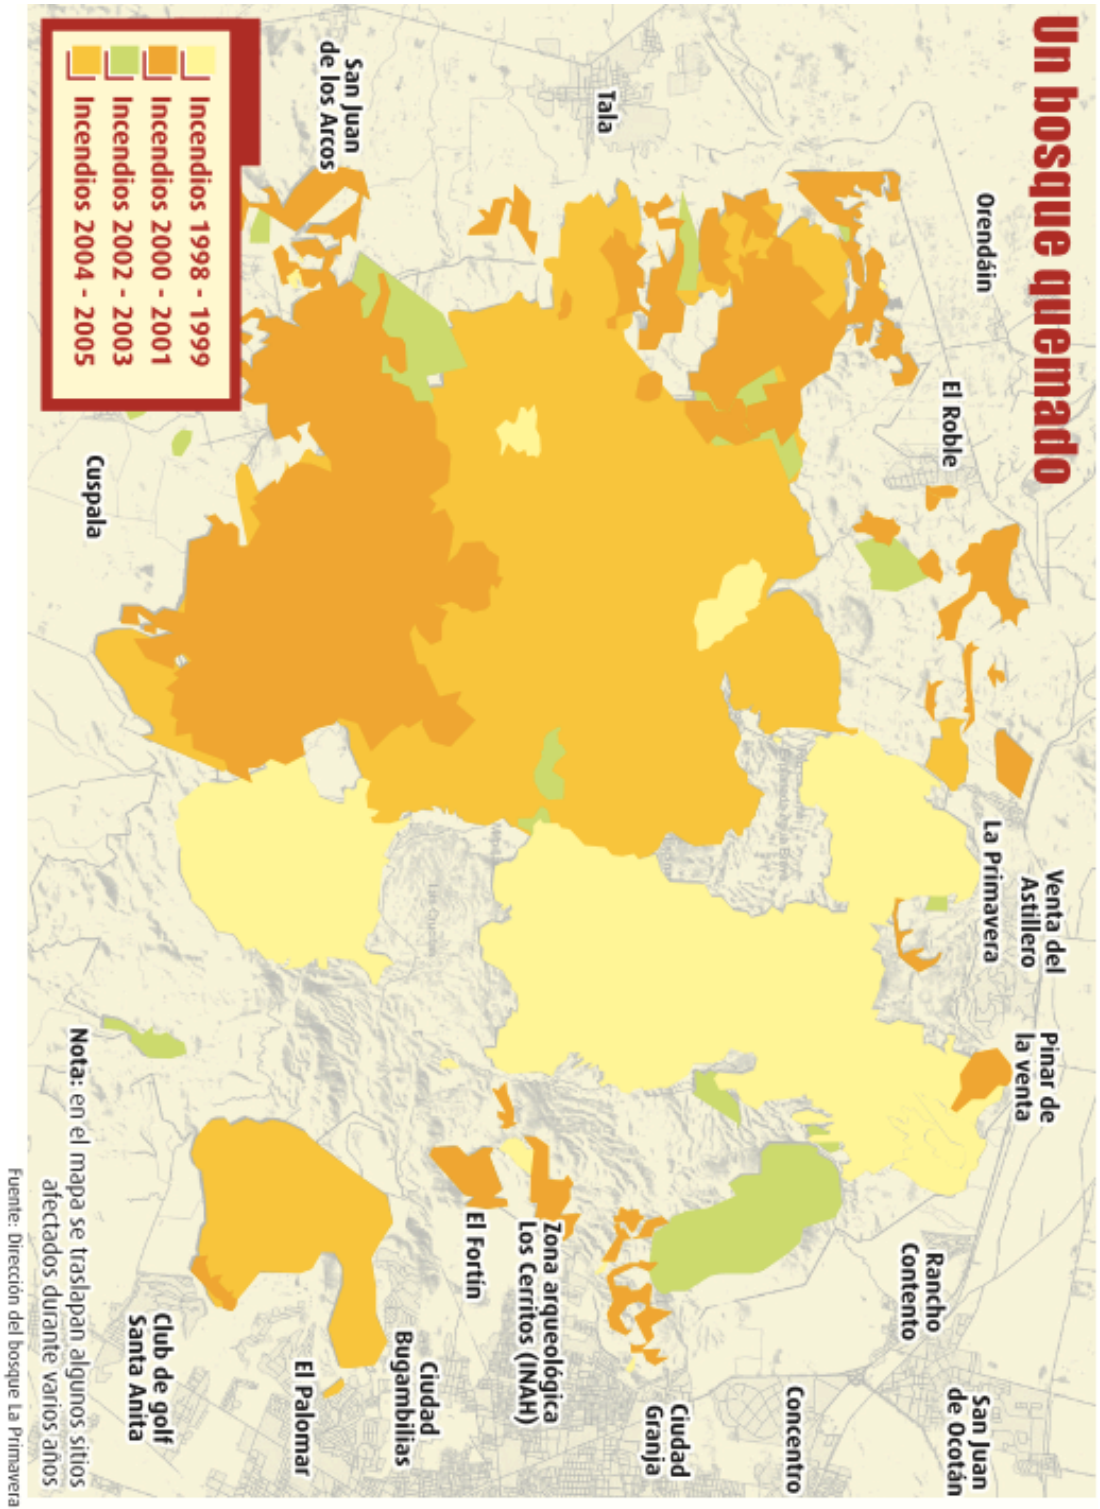 Un bosque quemado
Orendáin
El Roble
Tala
San Juan
de los Arcos
Incendios 1998 - 1999
Incendios 2000 - 2001
Incendios 2002 - 2003
Incendios 2004 - 2005
Cuspala
Venta del
Astillero
La Primavera
Pinar de
la venta
Rancho
Contento
San Juan
de Ocotán
Concentro
Ciudad
Granja
Zona arqueológica
Los Cerritos (INAH)
El Fortín
Ciudad
Bugambilias
El Palomar
Club de golf
Santa Anita
Nota: en el mapa se traslapan algunos sitios
afectados durante varios años
Fuente: Dirección del bosque La Primavera